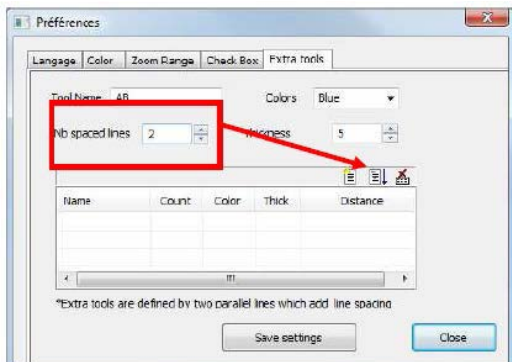 Préférences
Langage Color Zoom Range Check Box Extra tools
Tool Name AB Colors Blue
Nb spaced lines 2 Thickness 5
Name Count Color Thick Distance
*Extra tools are defined by two parallel lines which add line spacing
Save settings Close